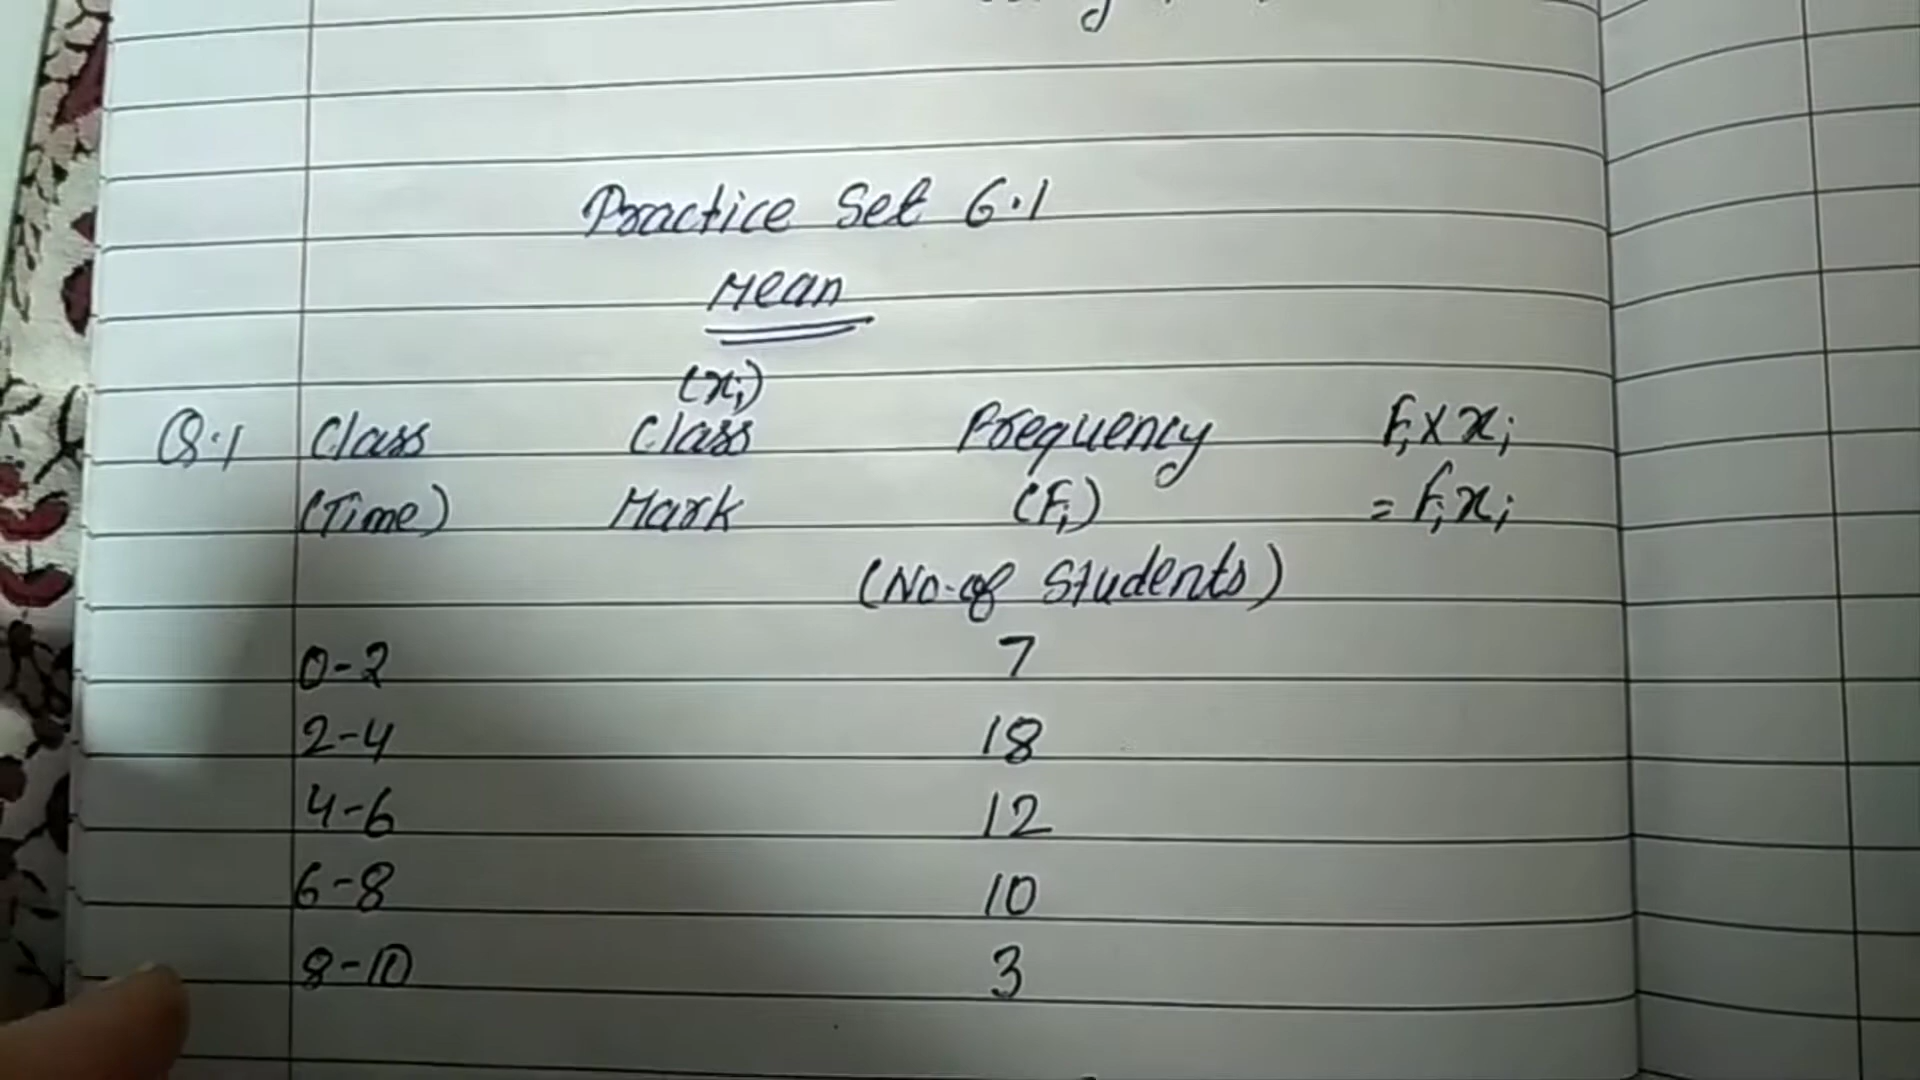 Practice Set 6.1
Mean
(xi)
Q.1 Class Class Frequency Fi×xi
(Time) Mark (Fi) = fixi
(No.of Students)
0-2 7
2-4 18
4-6 12
6-8 10
8-10 3